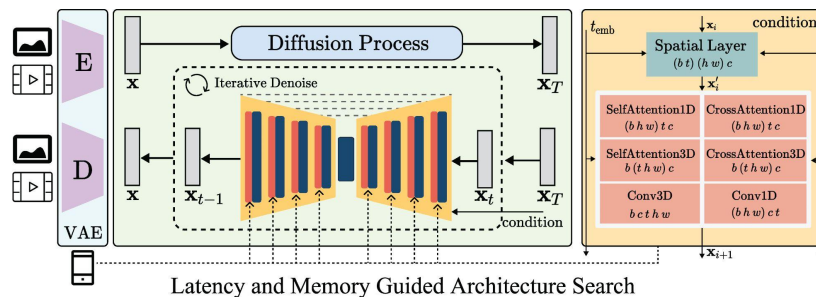 E
D
VAE
Diffusion Process
x
x_T
Iterative Denoise
x
x_{t−1}
x_t
x_T
condition
t_emb
x_i
condition
Spatial Layer
(b t) (h w) c
x_i'
SelfAttention1D
(b h w) t c
CrossAttention1D
(b h w) t c
SelfAttention3D
b (t h w) c
CrossAttention3D
b (t h w) c
Conv3D
b c t h w
Conv1D
(b h w) c t
x_{i+1}
Latency and Memory Guided Architecture Search